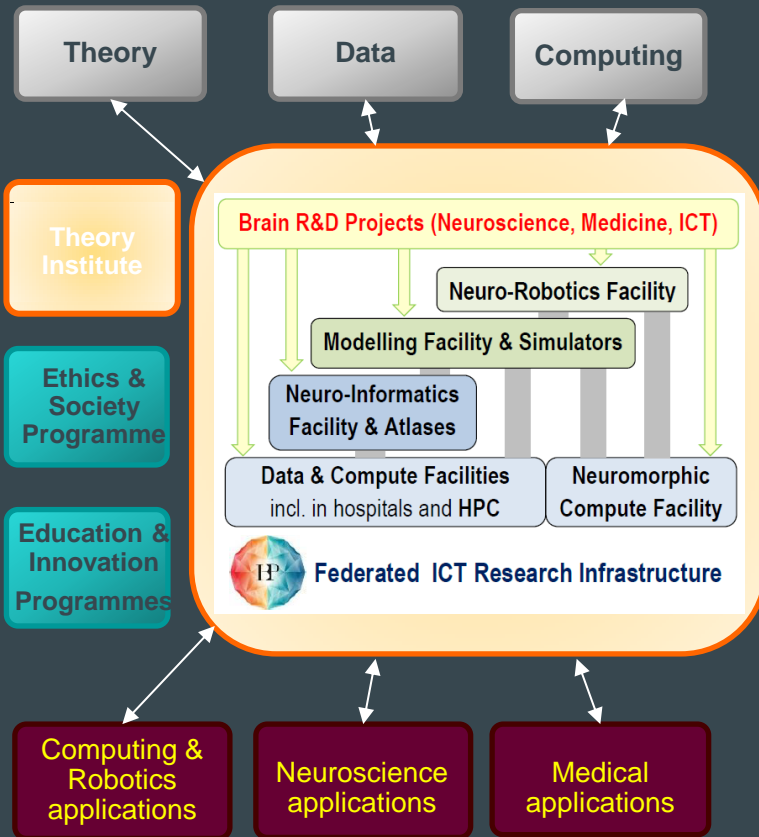 Theory
Data
Computing
Theory
Institute
Ethics &
Society
Programme
Education &
Innovation
Programmes
Brain R&D Projects (Neuroscience, Medicine, ICT)
Neuro-Robotics Facility
Modelling Facility & Simulators
Neuro-Informatics
Facility & Atlases
Data & Compute Facilities
incl. in hospitals and HPC
Neuromorphic
Compute Facility
HP
Federated ICT Research Infrastructure
Computing &
Robotics
applications
Neuroscience
applications
Medical
applications